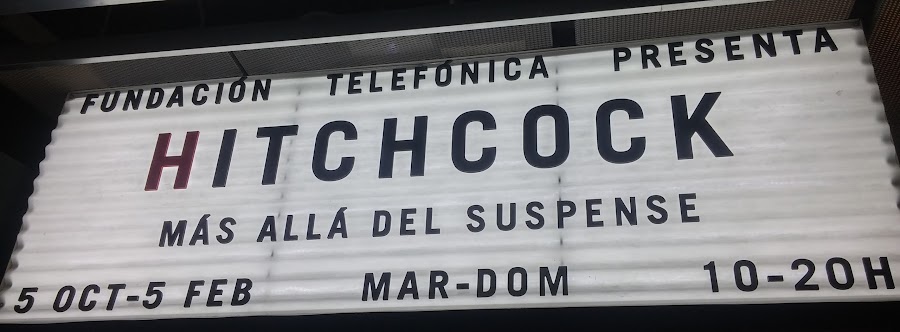 FUNDACIÓN TELEFÓNICA PRESENTA
HITCHCOCK
MÁS ALLÁ DEL SUSPENSE
5 OCT-5 FEB MAR-DOM 10-20H